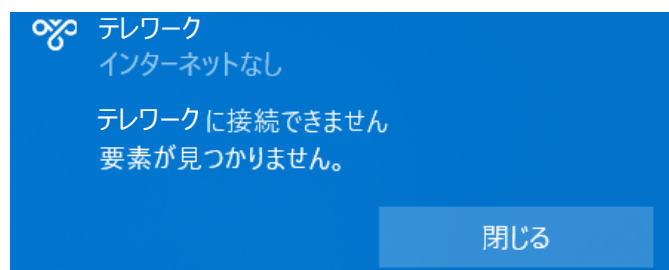 テレワーク
インターネットなし
テレワークに接続できません
要素が見つかりません。
閉じる